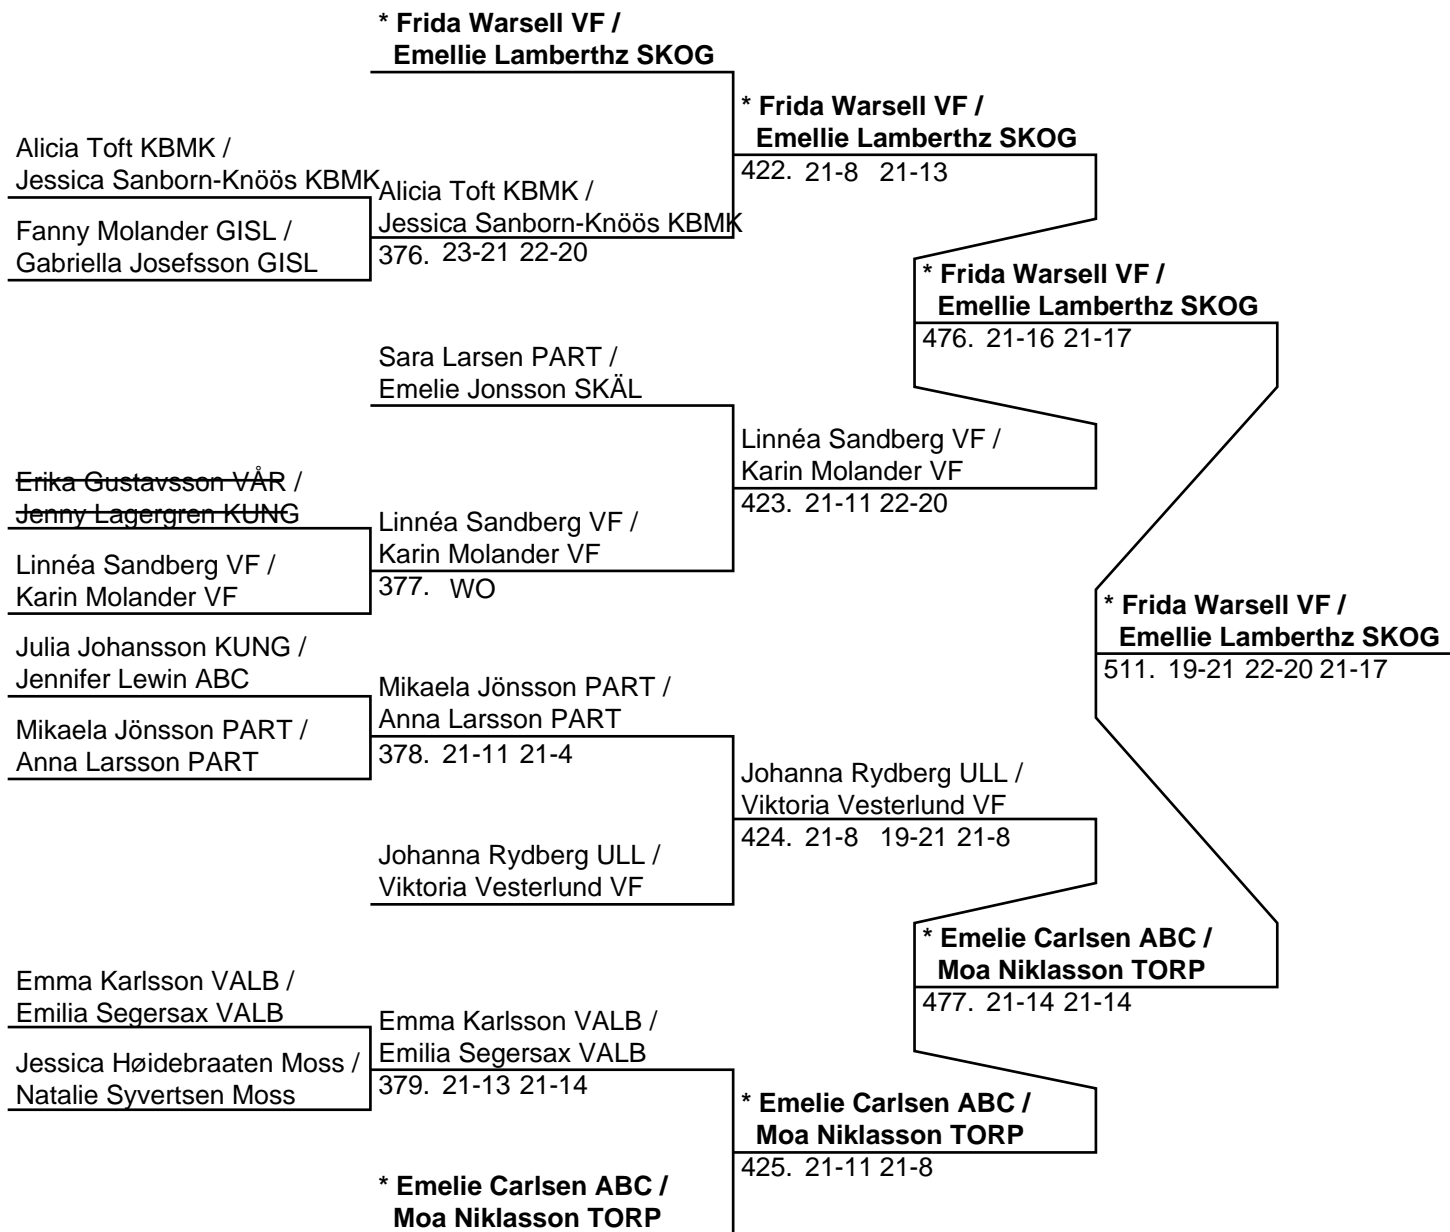 * Frida Warsell VF /
Emellie Lamberthz SKOG
* Frida Warsell VF /
Emellie Lamberthz SKOG
422. 21-8 21-13
Alicia Toft KBMK /
Jessica Sanborn-Knöös KBMK
Alicia Toft KBMK /
Jessica Sanborn-Knöös KBMK
376. 23-21 22-20
Fanny Molander GISL /
Gabriella Josefsson GISL
* Frida Warsell VF /
Emellie Lamberthz SKOG
476. 21-16 21-17
Sara Larsen PART /
Emelie Jonsson SKÄL
Linnéa Sandberg VF /
Karin Molander VF
423. 21-11 22-20
Erika Gustavsson VÅR /
Jenny Lagergren KUNG
Linnéa Sandberg VF /
Karin Molander VF
377. WO
Linnéa Sandberg VF /
Karin Molander VF
* Frida Warsell VF /
Emellie Lamberthz SKOG
511. 19-21 22-20 21-17
Julia Johansson KUNG /
Jennifer Lewin ABC
Mikaela Jönsson PART /
Anna Larsson PART
378. 21-11 21-4
Mikaela Jönsson PART /
Anna Larsson PART
Johanna Rydberg ULL /
Viktoria Vesterlund VF
424. 21-8 19-21 21-8
Johanna Rydberg ULL /
Viktoria Vesterlund VF
* Emelie Carlsen ABC /
Moa Niklasson TORP
477. 21-14 21-14
Emma Karlsson VALB /
Emilia Segersax VALB
Emma Karlsson VALB /
Emilia Segersax VALB
379. 21-13 21-14
Jessica Høidebraaten Moss /
Natalie Syvertsen Moss
* Emelie Carlsen ABC /
Moa Niklasson TORP
425. 21-11 21-8
* Emelie Carlsen ABC /
Moa Niklasson TORP